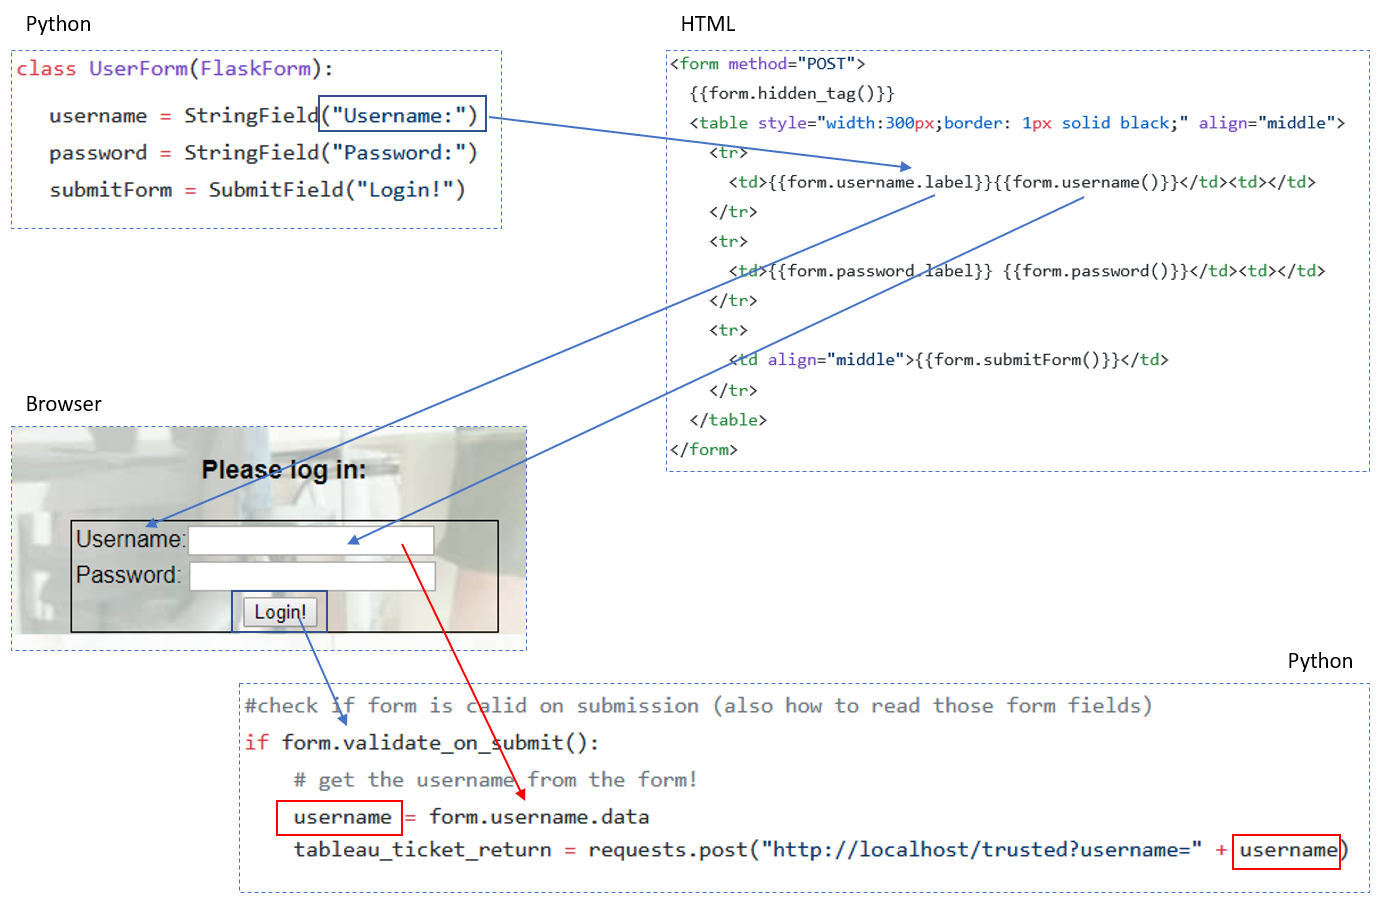 Python
class UserForm(FlaskForm):
username = StringField("Username:")
password = StringField("Password:")
submitForm = SubmitField("Login!")
HTML
<form method="POST">
{{form.hidden_tag()}}
<table style="width:300px;border: 1px solid black;" align="middle">
<tr>
<td>{{form.username.label}}{{form.username()}}</td><td></td>
</tr>
<tr>
<td>{{form.password.label}} {{form.password()}}</td><td></td>
</tr>
<tr>
<td align="middle">{{form.submitForm()}}</td>
</tr>
</table>
</form>
Browser
Please log in:
Username:
Password:
Login!
Python
#check if form is calid on submission (also how to read those form fields)
if form.validate_on_submit():
# get the username from the form!
username = form.username.data
tableau_ticket_return = requests.post("http://localhost/trusted?username=" + username)